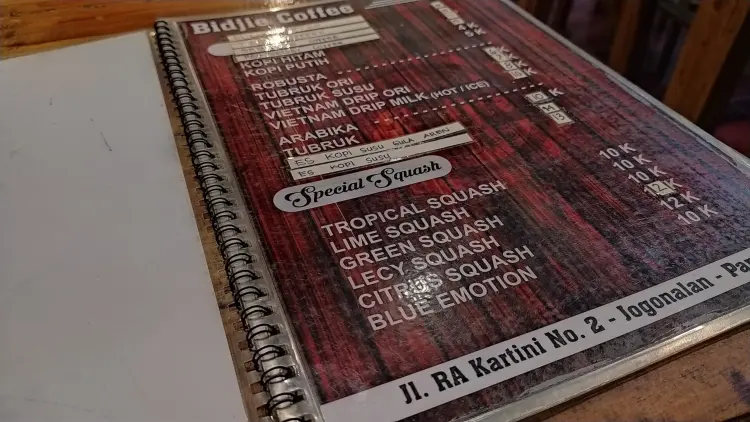 Bidjie Coffee
KOPI HITAM
KOPI PUTIH 5 K
ROBUSTA
TUBRUK ORI
TUBRUK SUSU
VIETNAM DRIP ORI
VIETNAM DRIP MILK (HOT / ICE)
ARABIKA
TUBRUK
ES KOPI SUSU GULA AREN
ES KOPI SUSU
Special Squash
TROPICAL SQUASH 10 K
LIME SQUASH 10 K
GREEN SQUASH 10 K
LECY SQUASH 12 K
CITRUS SQUASH 12 K
BLUE EMOTION 10 K
Jl. RA Kartini No. 2 - Jogonalan -